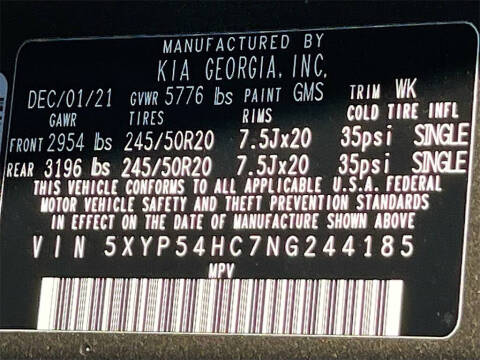 MANUFACTURED BY
KIA GEORGIA, INC.
DEC/01/21 GVWR 5776 lbs PAINT GMS TRIM WK
GAWR TIRES RIMS COLD TIRE INFL
FRONT 2954 lbs 245/50R20 7.5Jx20 35psi SINGLE
REAR 3196 lbs 245/50R20 7.5Jx20 35psi SINGLE
THIS VEHICLE CONFORMS TO ALL APPLICABLE U.S.A. FEDERAL
MOTOR VEHICLE SAFETY AND THEFT PREVENTION STANDARDS
IN EFFECT ON THE DATE OF MANUFACTURE SHOWN ABOVE
VIN 5XYP54HC7NG244185
MPV